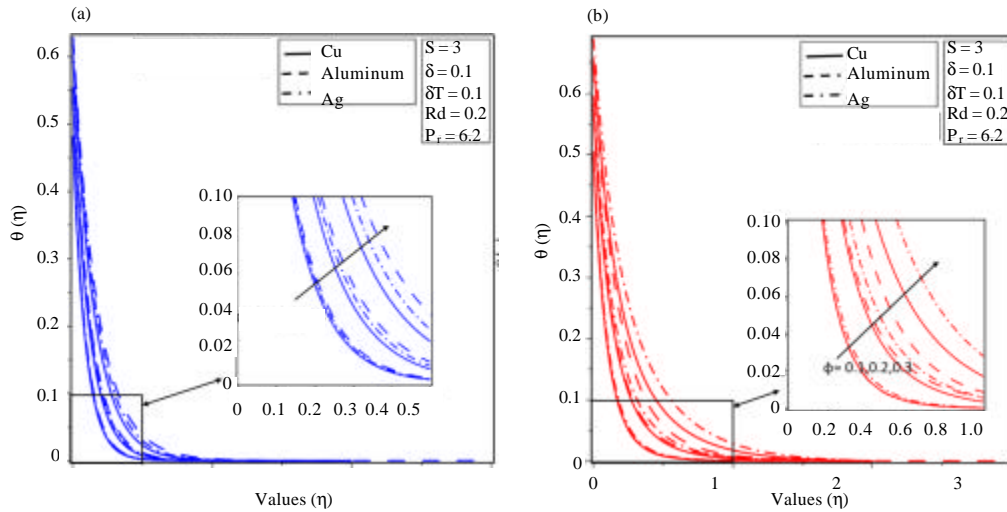 (a)
Cu
Aluminum
Ag
S = 3
δ = 0.1
δT = 0.1
Rd = 0.2
Pr = 6.2
0.6
0.5
0.4
0.3
0.2
0.1
0
θ (η)
0.10
0.08
0.06
0.04
0.02
0
0 0.1 0.2 0.3 0.4 0.5
Values (η)
(b)
Cu
Aluminum
Ag
S = 3
δ = 0.1
δT = 0.1
Rd = 0.2
Pr = 6.2
0.6
0.7
0.6
0.4
0.3
0.2
0.1
0
θ (η)
0.10
0.08
0.06
0.04
0.02
0
ϕ= 0.1,0.2,0.3
0 0.2 0.4 0.6 0.8 1.0
0 1 2 3
Values (η)